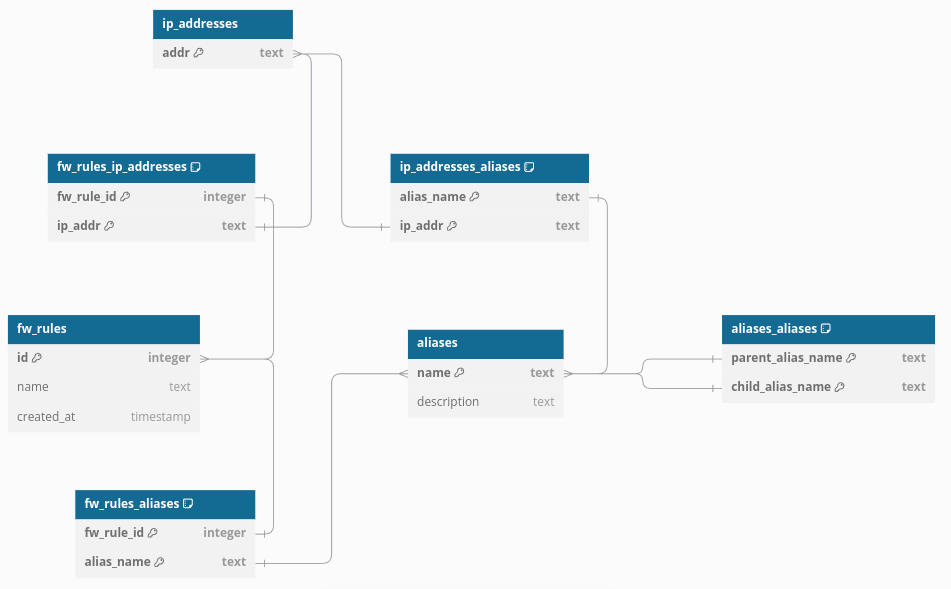 ip_addresses
addr text
fw_rules_ip_addresses
fw_rule_id integer
ip_addr text
ip_addresses_aliases
alias_name text
ip_addr text
fw_rules
id integer
name text
created_at timestamp
aliases
name text
description text
aliases_aliases
parent_alias_name text
child_alias_name text
fw_rules_aliases
fw_rule_id integer
alias_name text